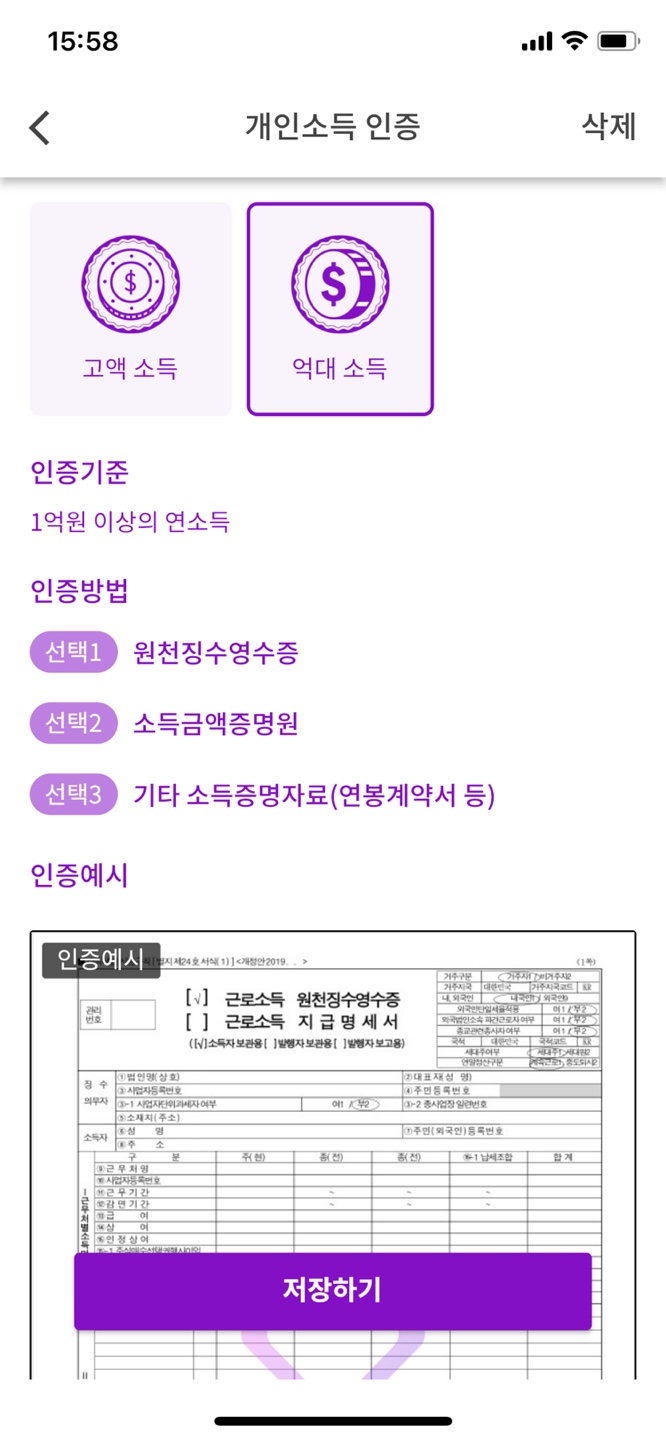 15:58
개인소득 인증
삭제
고액 소득
억대 소득
인증기준
1억원 이상의 연소득
인증방법
선택1 원천징수영수증
선택2 소득금액증명원
선택3 기타 소득증명자료(연봉계약서 등)
인증예시
인증예시
[별지 제24호 서식(1)] <개정안2019. . >
(1쪽)
관리
번호
[√] 근로소득 원천징수영수증
[ ] 근로소득 지 급 명 세 서
([√]소득자 보관용 [ ]발행자 보관용 [ ]발행자 보고용)
거주구분 거주자1 / 비거주자2
거주지국 대한민국 거주지국코드 KR
내, 외국인 내국인1 / 외국인9
외국인단일세율적용 여1 / 부2
외국법인소속 파견근로자 여부 여1 / 부2
종교관련종사자 여부 여1 / 부2
국적 대한민국 국적코드 KR
세대주여부 세대주1, 세대원2
연말정산구분 계속근로1, 중도퇴사2
징 수
의무자
①법인명(상 호)
②대 표 자(성 명)
③사업자등록번호
④주 민 등 록 번 호
③-1 사업자단위과세자 여부
여1 / 부2
③-2 종사업장 일련번호
⑤소 재 지 (주 소)
소득자
⑥성 명
⑦주 민(외 국 인)등 록 번 호
⑧주 소
구 분
주(현)
종(전)
종(전)
⑯-1 납세조합
합 계
⑨근 무 처 명
⑩사업자등록번호
⑪근 무 기 간 ~ ~ ~
⑫감 면 기 간 ~ ~ ~
⑬급 여
⑭상 여
⑮인 정 상 여
⑮-1 주식매수선택권행사이익
저장하기